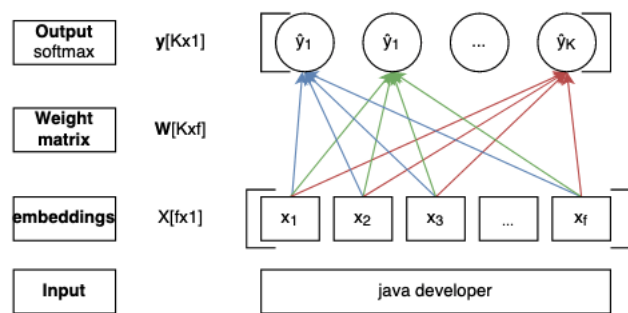 Output
softmax
y[Kx1]
ŷ1
ŷ1
...
ŷK
Weight
matrix
W[Kxf]
embeddings
X[fx1]
x1
x2
x3
...
xf
Input
java developer